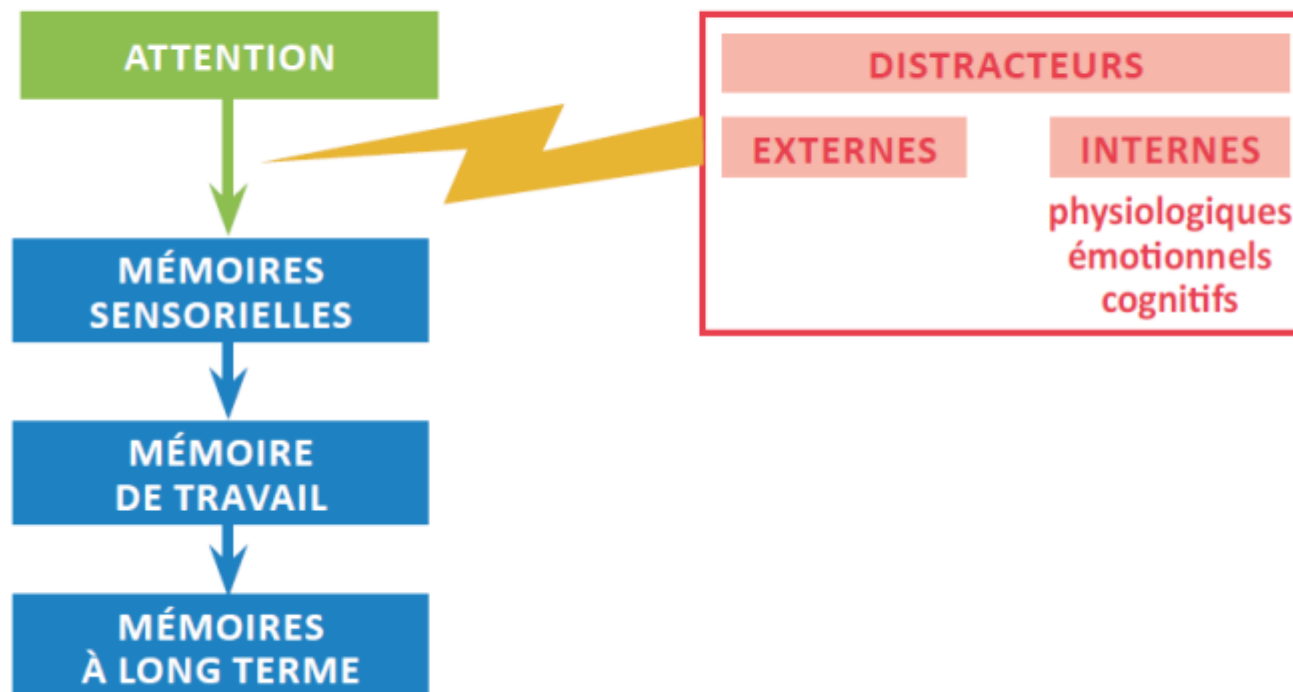 ATTENTION
DISTRACTEURS
EXTERNES
INTERNES
physiologiques
émotionnels
cognitifs
MÉMOIRES
SENSORIELLES
MÉMOIRE
DE TRAVAIL
MÉMOIRES
À LONG TERME